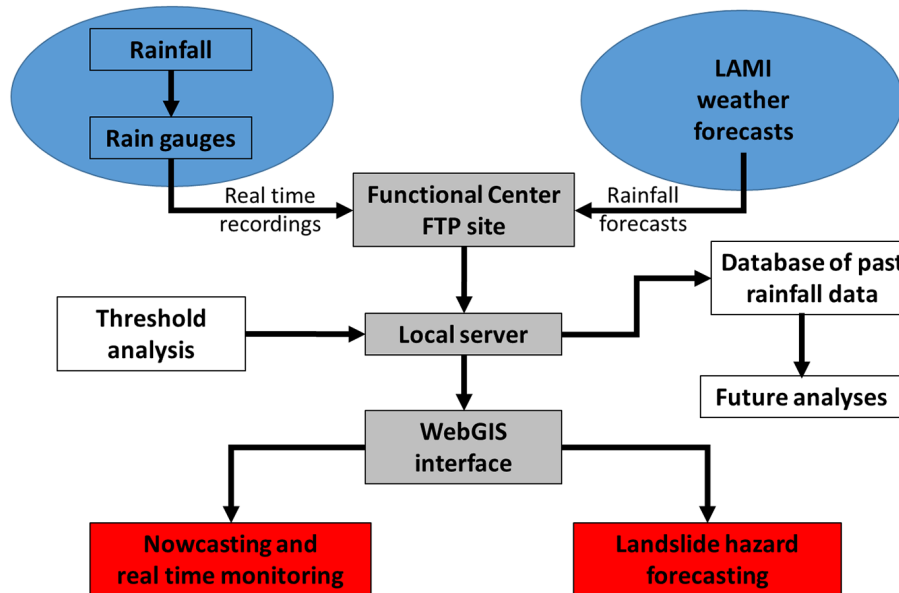 Rainfall
Rain gauges
LAMI
weather
forecasts
Real time
recordings
Functional Center
FTP site
Rainfall
forecasts
Database of past
rainfall data
Threshold
analysis
Local server
Future analyses
WebGIS
interface
Nowcasting and
real time monitoring
Landslide hazard
forecasting